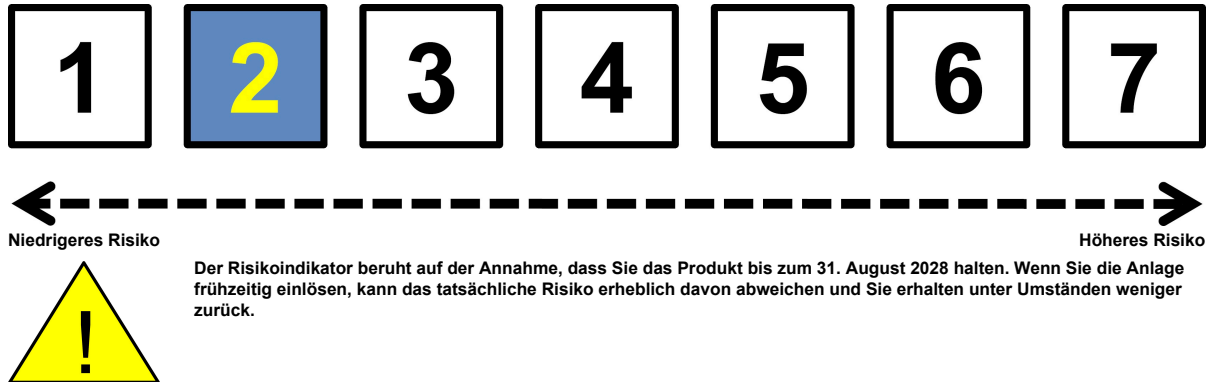 1 2 3 4 5 6 7
Niedrigeres Risiko Höheres Risiko
Der Risikoindikator beruht auf der Annahme, dass Sie das Produkt bis zum 31. August 2028 halten. Wenn Sie die Anlage
frühzeitig einlösen, kann das tatsächliche Risiko erheblich davon abweichen und Sie erhalten unter Umständen weniger
zurück.
!